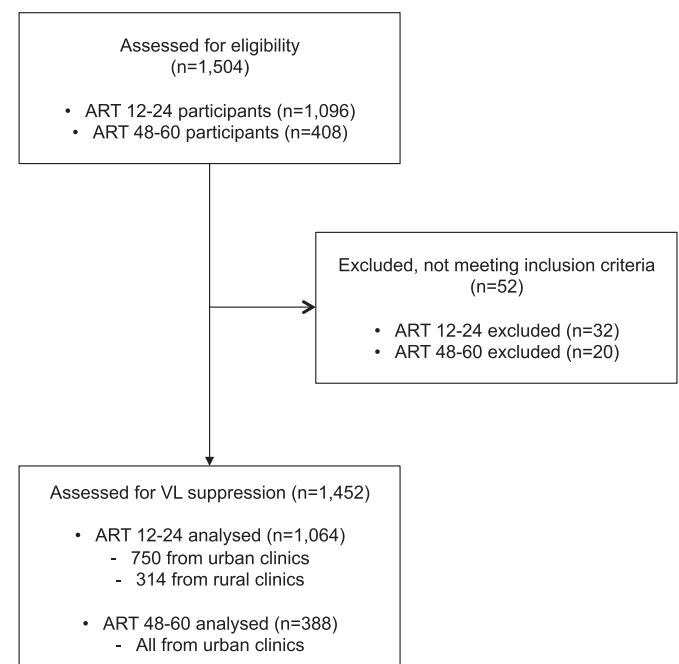 Assessed for eligibility
(n=1,504)
• ART 12-24 participants (n=1,096)
• ART 48-60 participants (n=408)
Excluded, not meeting inclusion criteria
(n=52)
• ART 12-24 excluded (n=32)
• ART 48-60 excluded (n=20)
Assessed for VL suppression (n=1,452)
• ART 12-24 analysed (n=1,064)
- 750 from urban clinics
- 314 from rural clinics
• ART 48-60 analysed (n=388)
- All from urban clinics